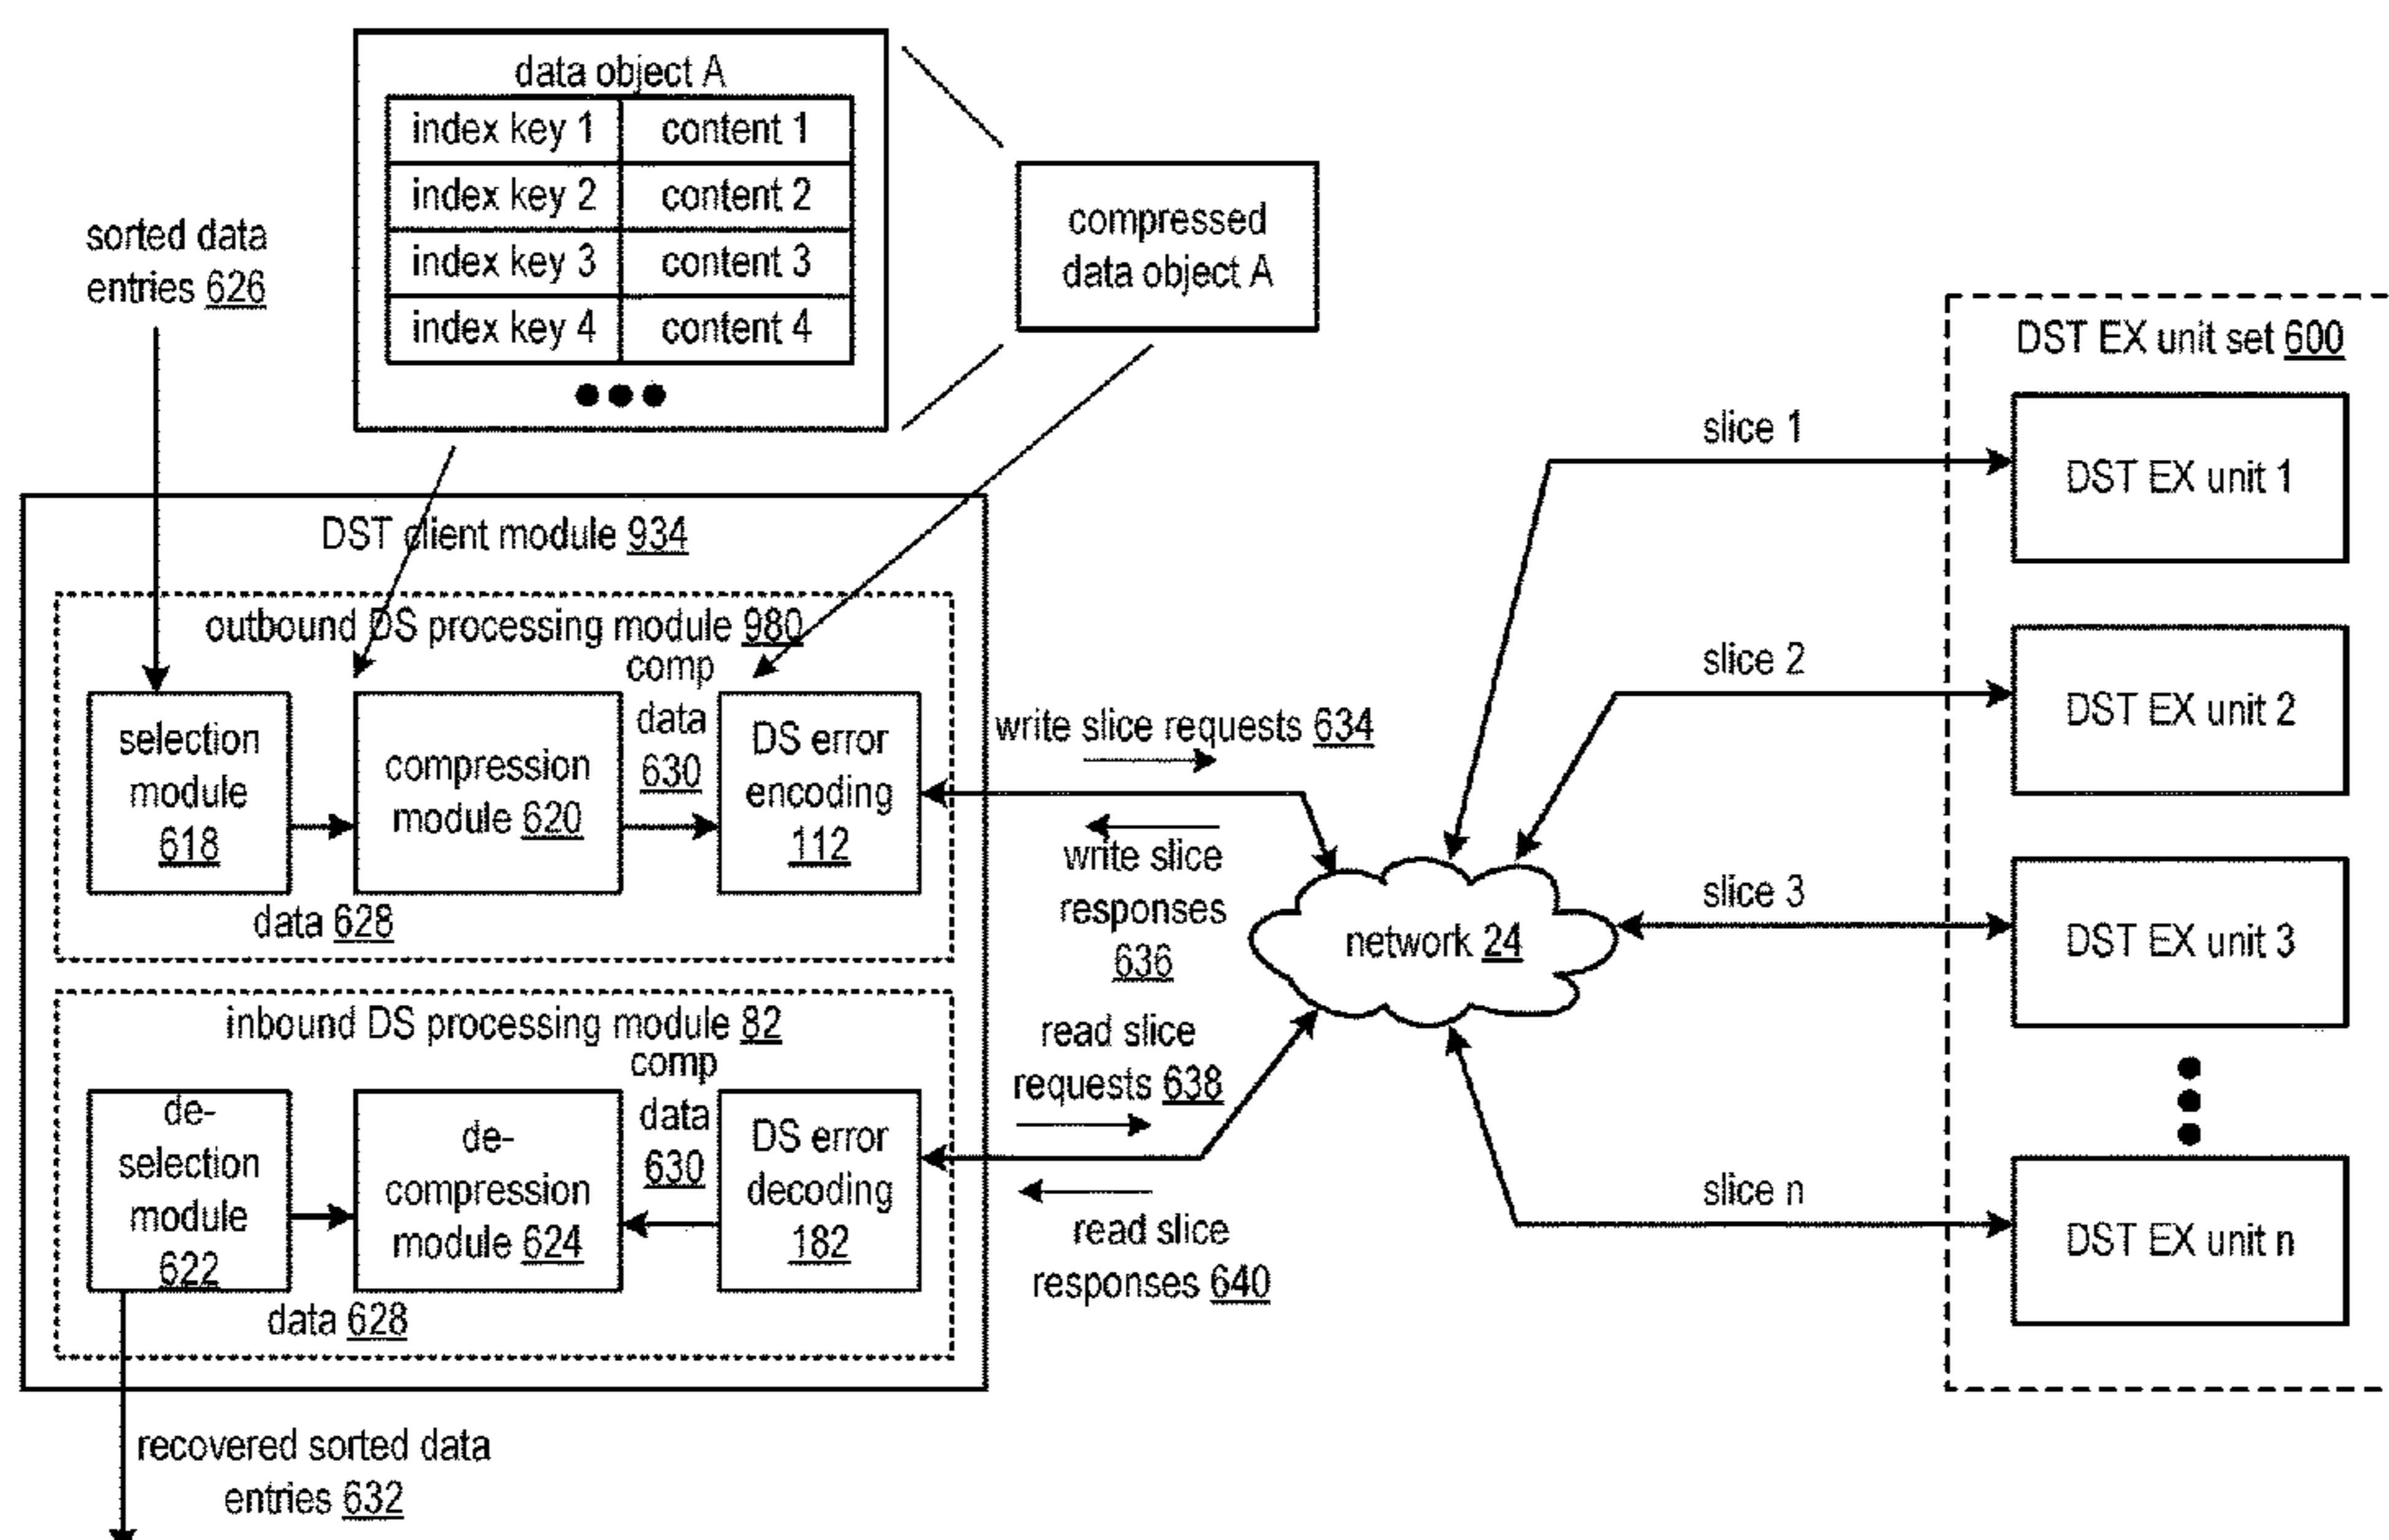 data object A
index key 1 content 1
index key 2 content 2
index key 3 content 3
index key 4 content 4
sorted data
entries 626
compressed
data object A
DST EX unit set 600
slice 1
DST EX unit 1
slice 2
DST EX unit 2
slice 3
DST EX unit 3
slice n
DST EX unit n
DST client module 934
outbound DS processing module 980
selection
module
618
data 628
compression
module 620
comp
data
630
DS error
encoding
112
write slice requests 634
write slice
responses
636
network 24
inbound DS processing module 82
de-
selection
module
622
data 628
de-
compression
module 624
comp
data
630
DS error
decoding
182
read slice
requests 638
read slice
responses 640
recovered sorted data
entries 632